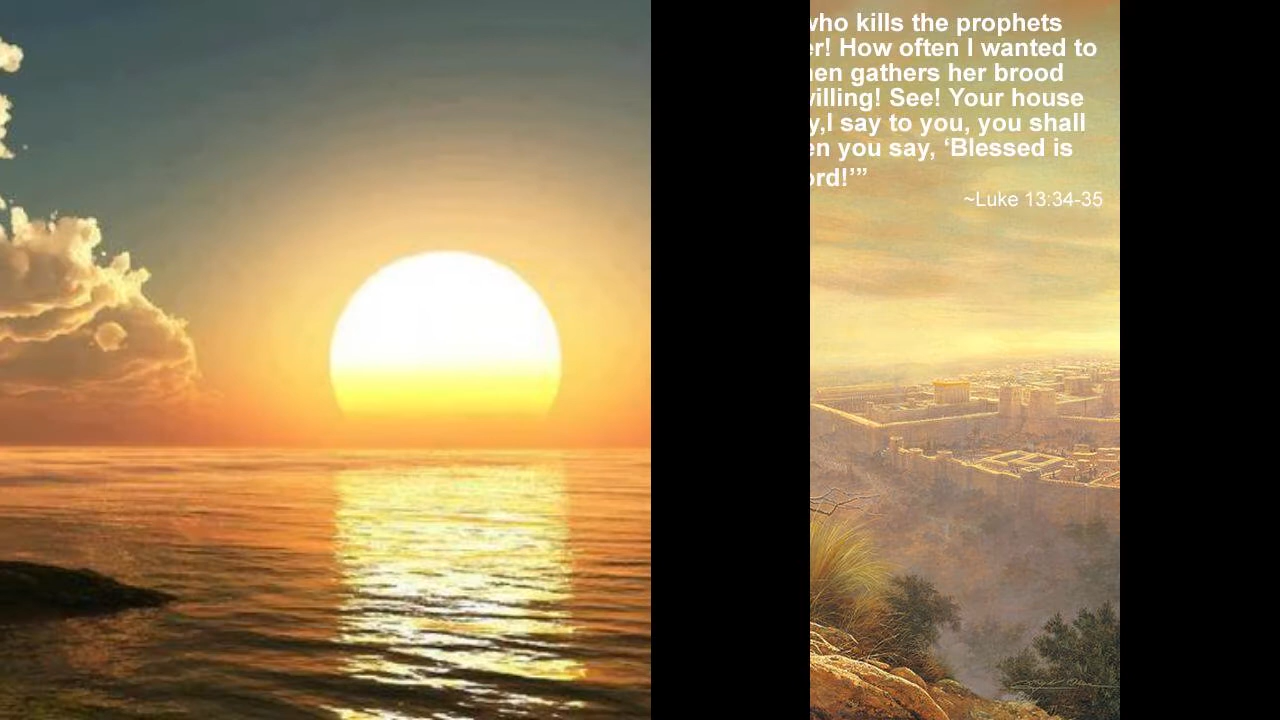 who kills the prophets
er! How often I wanted to
hen gathers her brood
willing! See! Your house
y,I say to you, you shall
en you say, ‘Blessed is
ord!’”
~Luke 13:34-35